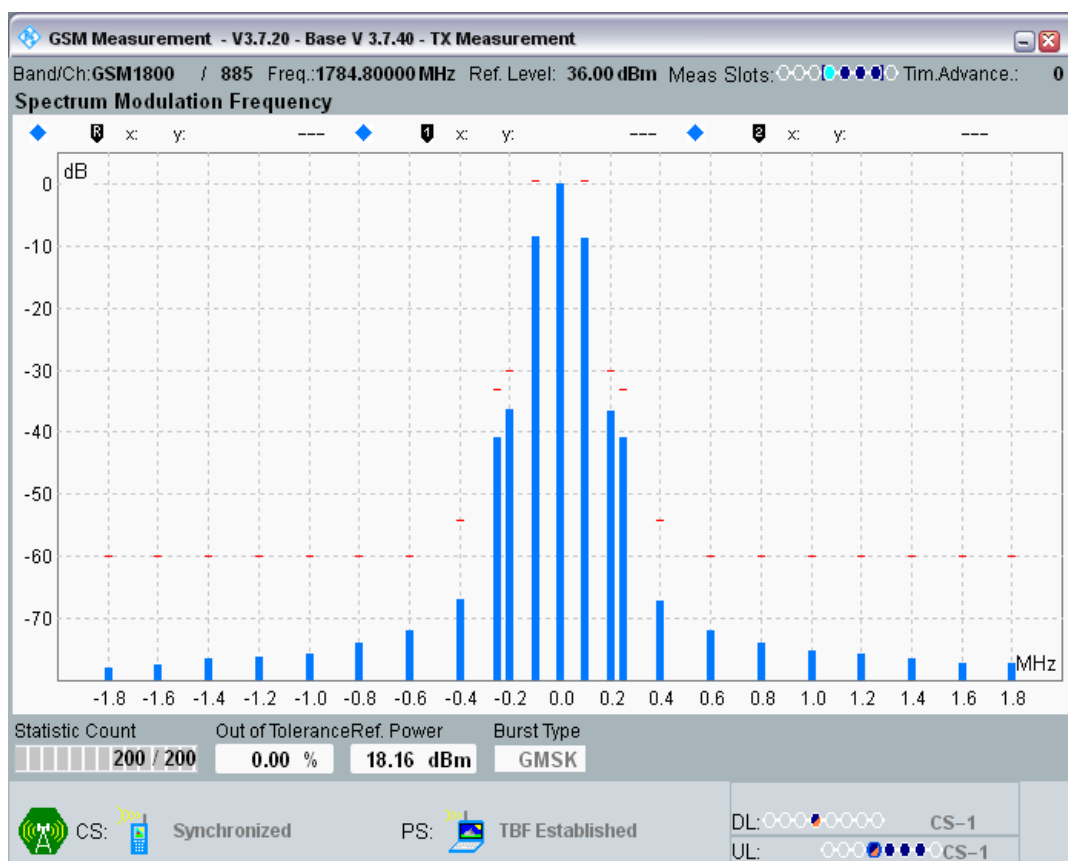 GSM Measurement - V3.7.20 - Base V 3.7.40 - TX Measurement
Band/Ch:GSM1800 / 885 Freq.:1784.80000 MHz Ref. Level: 36.00 dBm Meas Slots: Tim.Advance.: 0
Spectrum Modulation Frequency
R x: y: --- 1 x: y: --- 2 x: y: ---
dB
0
-10
-20
-30
-40
-50
-60
-70
MHz
-1.8 -1.6 -1.4 -1.2 -1.0 -0.8 -0.6 -0.4 -0.2 0.0 0.2 0.4 0.6 0.8 1.0 1.2 1.4 1.6 1.8
Statistic Count Out of Tolerance Ref. Power Burst Type
200 / 200 0.00 % 18.16 dBm GMSK
CS: Synchronized PS: TBF Established DL: CS-1
UL: CS-1